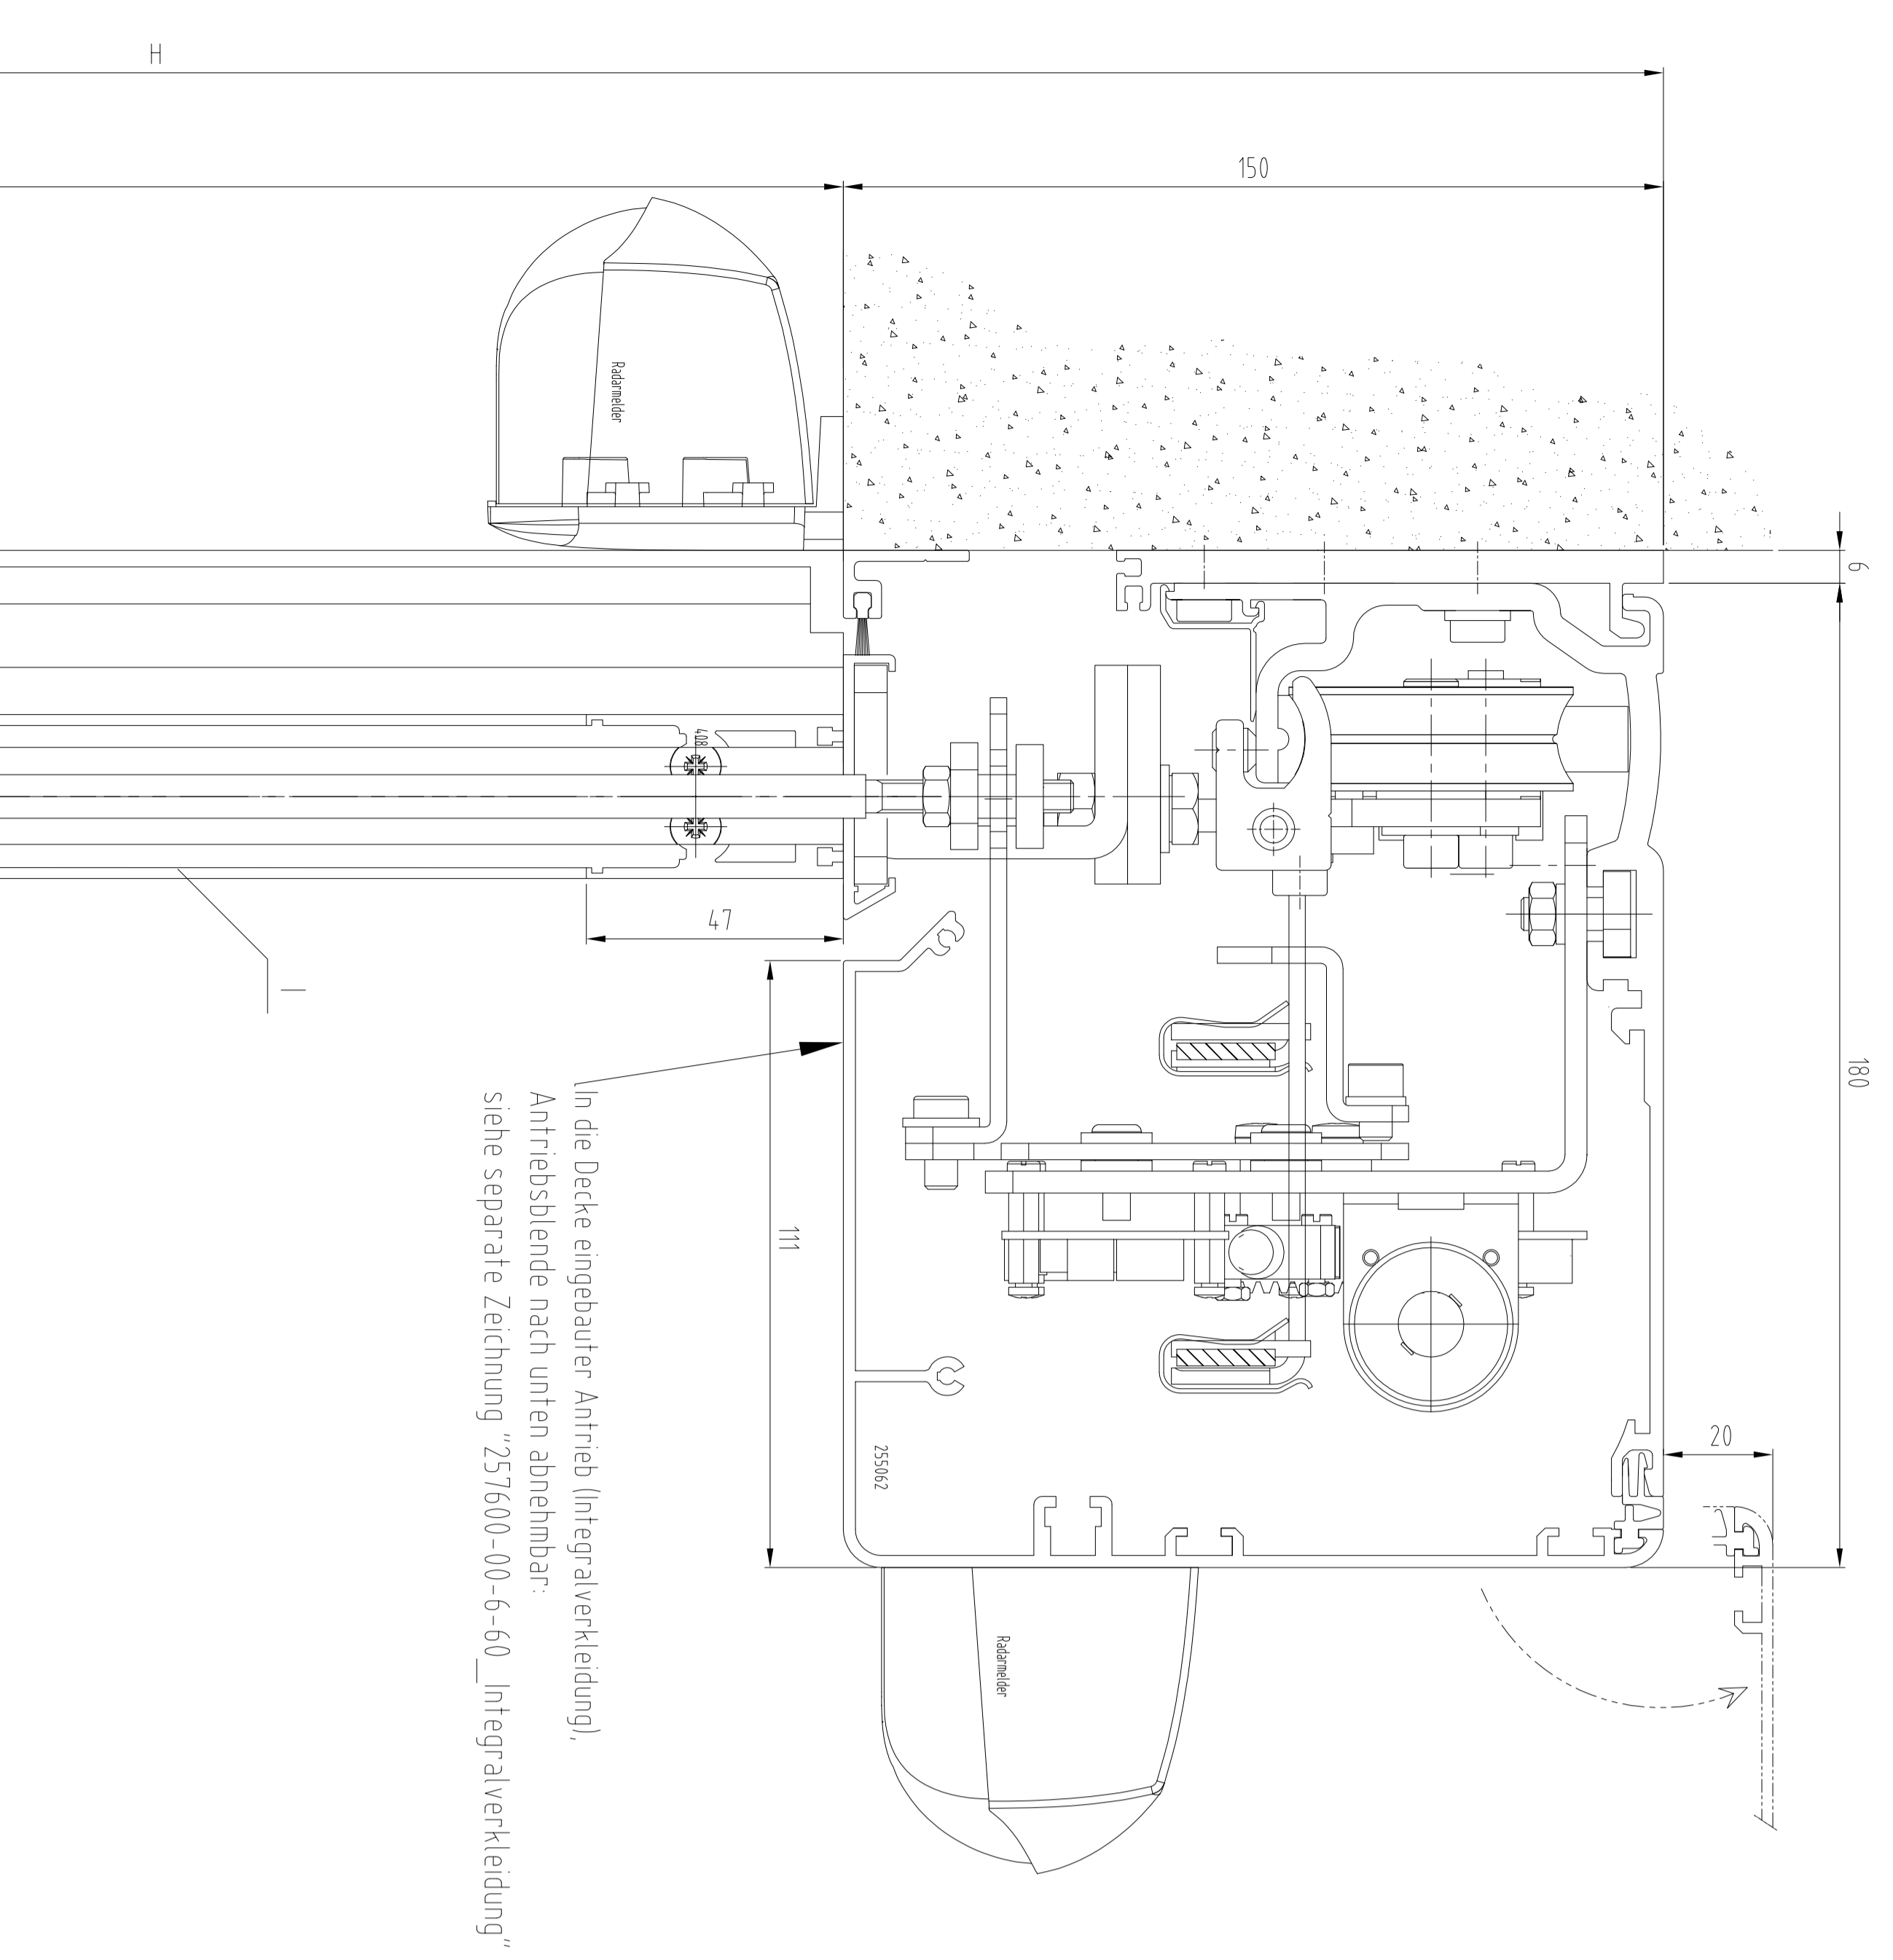 H
150
6
Radarmelder
408
47
I
180
In die Decke eingebauter Antrieb (Integralverkleidung),
Antriebsblende nach unten abnehmbar:
siehe separate Zeichnung "257600-00-6-60_Integralverkleidung"
111
20
255062
Radarmelder